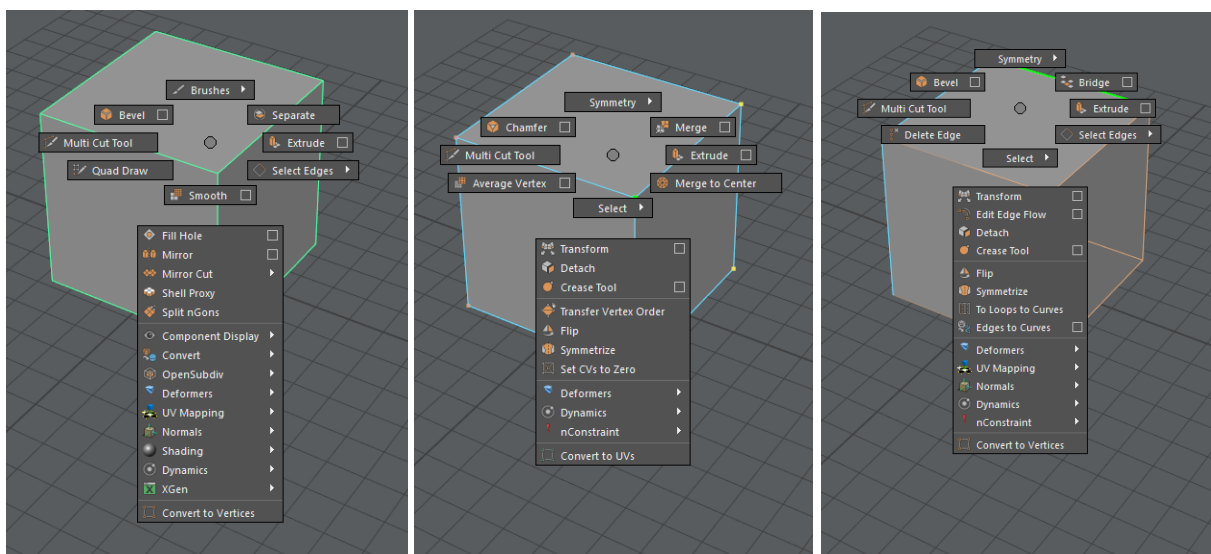 Brushes
Bevel
Separate
Multi Cut Tool
Extrude
Quad Draw
Select Edges
Smooth
Fill Hole
Mirror
Mirror Cut
Shell Proxy
Split nGons
Component Display
Convert
OpenSubdiv
Deformers
UV Mapping
Normals
Shading
Dynamics
XGen
Convert to Vertices
Symmetry
Chamfer
Merge
Multi Cut Tool
Extrude
Average Vertex
Merge to Center
Select
Transform
Detach
Crease Tool
Transfer Vertex Order
Flip
Symmetrize
Set CVs to Zero
Deformers
Dynamics
nConstraint
Convert to UVs
Symmetry
Bevel
Bridge
Multi Cut Tool
Extrude
Delete Edge
Select Edges
Select
Transform
Edit Edge Flow
Detach
Crease Tool
Flip
Symmetrize
To Loops to Curves
Edges to Curves
Deformers
UV Mapping
Normals
Dynamics
nConstraint
Convert to Vertices